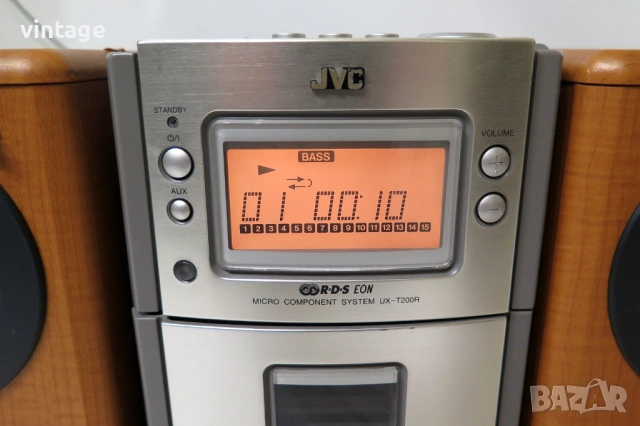 vintage
JVC
STANDBY
⏻/I
AUX
VOLUME
BASS
01 00:10
1 2 3 4 5 6 7 8 9 10 11 12 13 14 15
R·D·S EON
MICRO COMPONENT SYSTEM UX-T200R
BAZAR